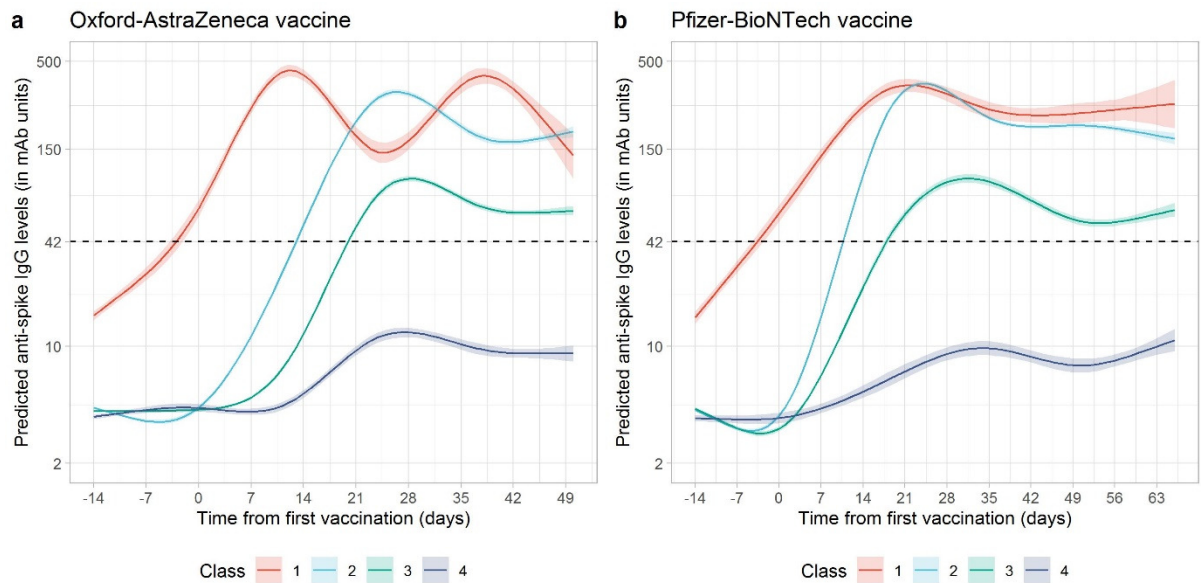 a Oxford-AstraZeneca vaccine
Predicted anti-spike IgG levels (in mAb units)
500
150
42
10
2
-14 -7 0 7 14 21 28 35 42 49
Time from first vaccination (days)
Class 1 2 3 4
b Pfizer-BioNTech vaccine
Predicted anti-spike IgG levels (in mAb units)
500
150
42
10
2
-14 -7 0 7 14 21 28 35 42 49 56 63
Time from first vaccination (days)
Class 1 2 3 4